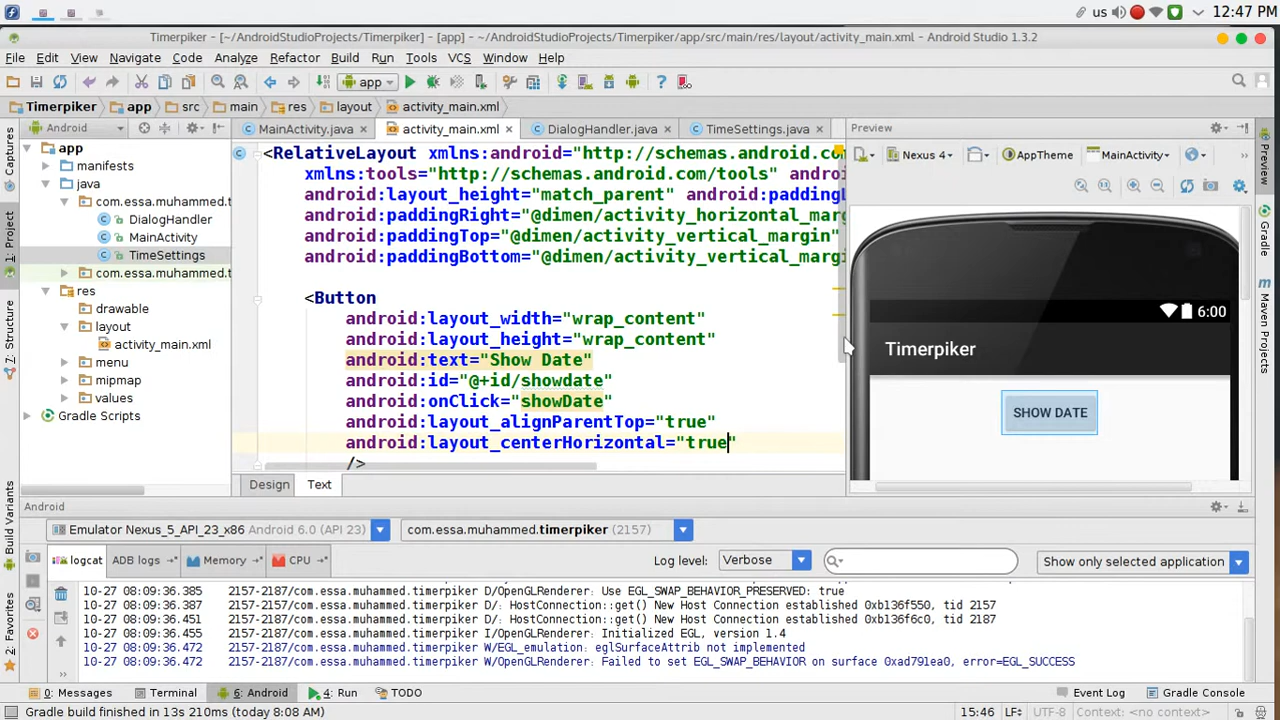 us 12:47 PM
Timerpiker - [~/AndroidStudioProjects/Timerpiker] - [app] - ~/AndroidStudioProjects/Timerpiker/app/src/main/res/layout/activity_main.xml - Android Studio 1.3.2
File Edit View Navigate Code Analyze Refactor Build Run Tools VCS Window Help
app
Timerpiker app src main res layout activity_main.xml
Android
MainActivity.java activity_main.xml DialogHandler.java TimeSettings.java
Preview
Nexus 4 AppTheme MainActivity
Captures
1: Project
7: Structure
Build Variants
2: Favorites
app
manifests
java
com.essa.muhammed.t
DialogHandler
MainActivity
TimeSettings
com.essa.muhammed.t
res
drawable
layout
activity_main.xml
menu
mipmap
values
Gradle Scripts
<RelativeLayout xmlns:android="http://schemas.android.co
xmlns:tools="http://schemas.android.com/tools" androi
android:layout_height="match_parent" android:padding
android:paddingRight="@dimen/activity_horizontal_marg
android:paddingTop="@dimen/activity_vertical_margin"
android:paddingBottom="@dimen/activity_vertical_margi
<Button
android:layout_width="wrap_content"
android:layout_height="wrap_content"
android:text="Show Date"
android:id="@+id/showdate"
android:onClick="showDate"
android:layout_alignParentTop="true"
android:layout_centerHorizontal="true"
/>
Design Text
6:00
Timerpiker
SHOW DATE
Preview
Maven Projects
Gradle
Android
Emulator Nexus_5_API_23_x86 Android 6.0 (API 23) com.essa.muhammed.timerpiker (2157)
logcat ADB logs Memory CPU Log level: Verbose Show only selected application
10-27 08:09:36.385 2157-2187/com.essa.muhammed.timerpiker D/OpenGLRenderer: Use EGL_SWAP_BEHAVIOR_PRESERVED: true
10-27 08:09:36.387 2157-2157/com.essa.muhammed.timerpiker D/: HostConnection::get() New Host Connection established 0xb136f550, tid 2157
10-27 08:09:36.451 2157-2187/com.essa.muhammed.timerpiker D/: HostConnection::get() New Host Connection established 0xb136f6c0, tid 2187
10-27 08:09:36.455 2157-2187/com.essa.muhammed.timerpiker I/OpenGLRenderer: Initialized EGL, version 1.4
10-27 08:09:36.472 2157-2187/com.essa.muhammed.timerpiker W/EGL_emulation: eglSurfaceAttrib not implemented
10-27 08:09:36.472 2157-2187/com.essa.muhammed.timerpiker W/OpenGLRenderer: Failed to set EGL_SWAP_BEHAVIOR on surface 0xad791ea0, error=EGL_SUCCESS
0: Messages Terminal 6: Android 4: Run TODO Event Log Gradle Console
Gradle build finished in 13s 210ms (today 8:08 AM) 15:46 LF UTF-8 Context: <no context>